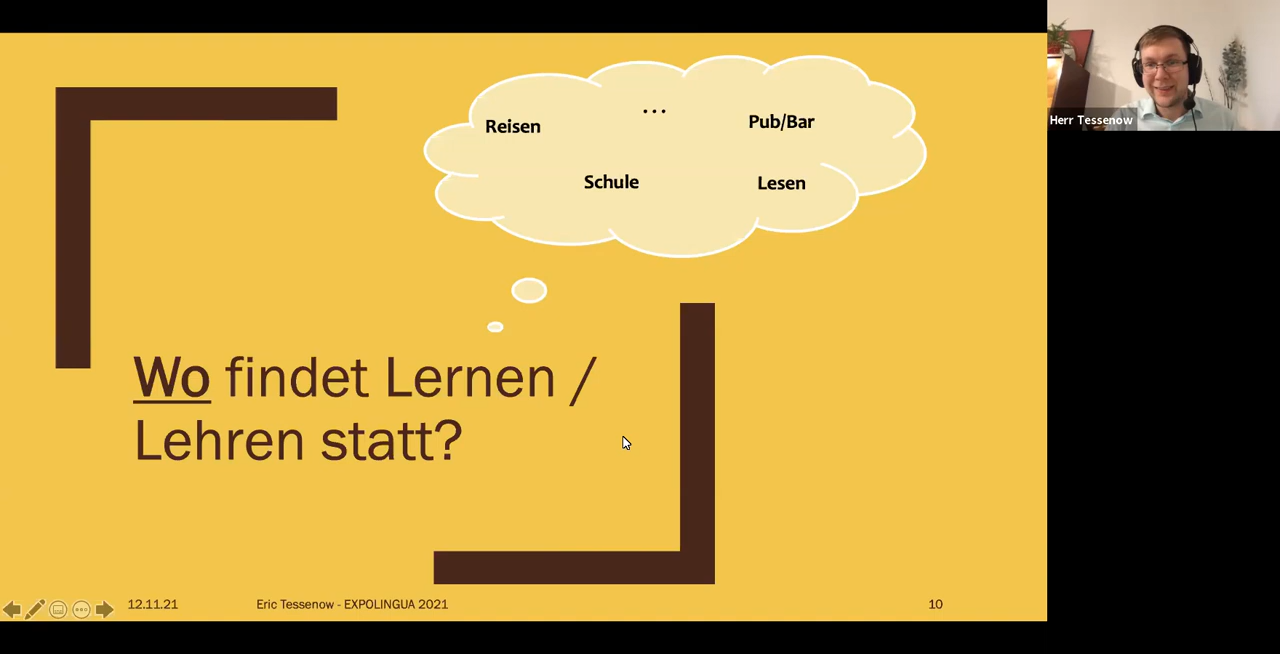 Reisen
...
Pub/Bar
Schule
Lesen
Herr Tessenow
Wo findet Lernen /
Lehren statt?
12.11.21
Eric Tessenow - EXPOLINGUA 2021
10